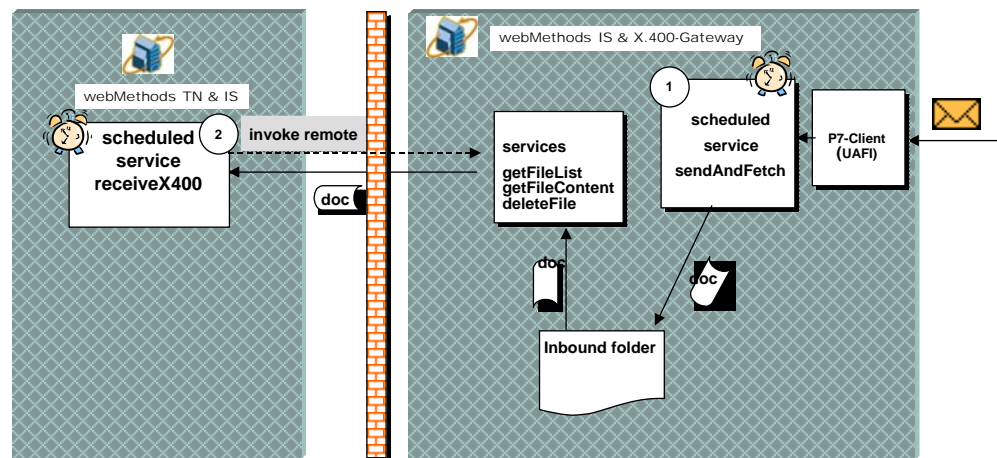 webMethods TN & IS
scheduled
service
receiveX400
2
invoke remote
doc
webMethods IS & X.400-Gateway
1
scheduled
service
sendAndFetch
P7-Client
(UAFI)
services
getFileList
getFileContent
deleteFile
doc
doc
Inbound folder